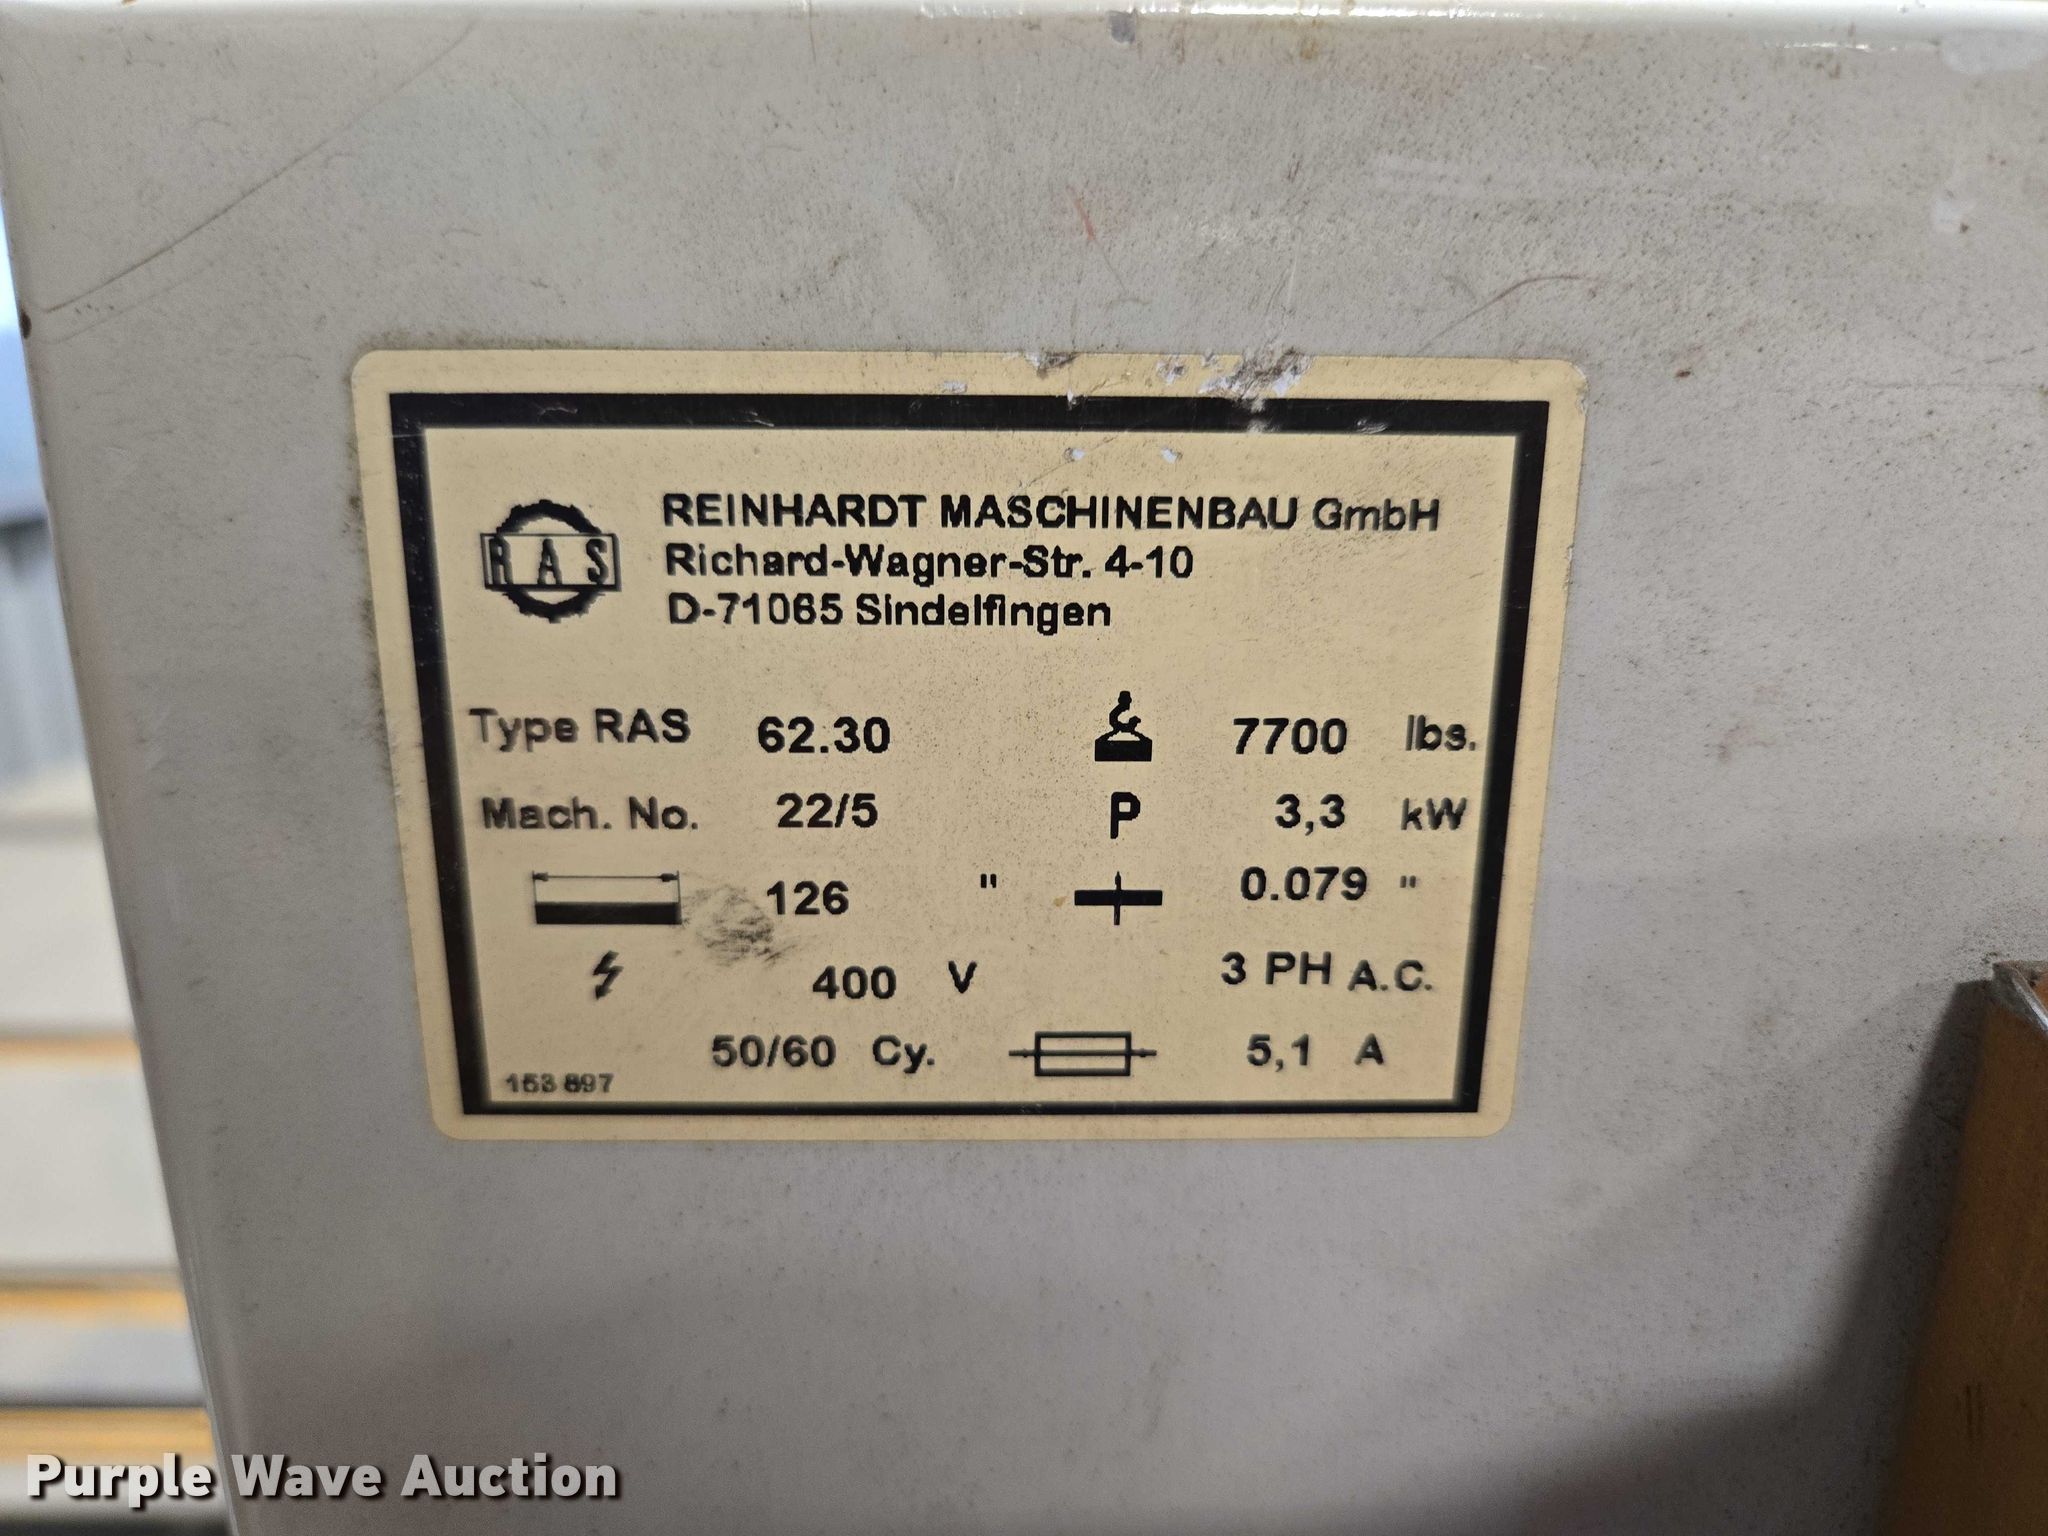 RAS
REINHARDT MASCHINENBAU GmbH
Richard-Wagner-Str. 4-10
D-71065 Sindelfingen
Type RAS 62.30 7700 lbs.
Mach. No. 22/5 P 3,3 kW
126 " 0.079 "
400 V 3 PH A.C.
50/60 Cy. 5,1 A
153 897
Purple Wave Auction